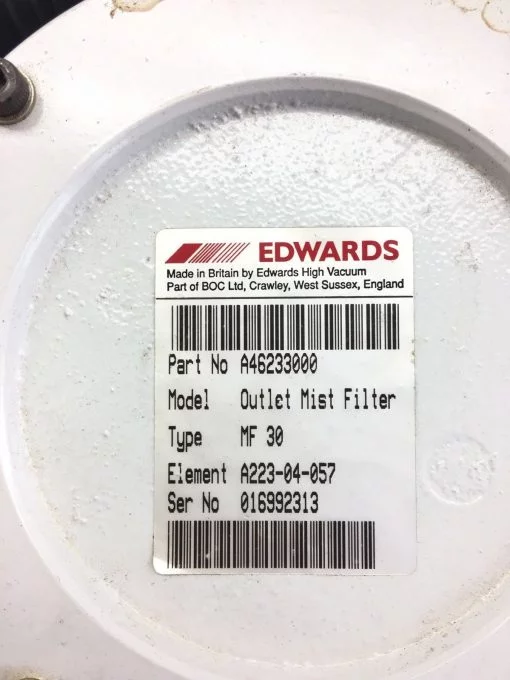 EDWARDS
Made in Britain by Edwards High Vacuum
Part of BOC Ltd, Crawley, West Sussex, England
Part No A46233000
Model Outlet Mist Filter
Type MF 30
Element A223-04-057
Ser No 016992313